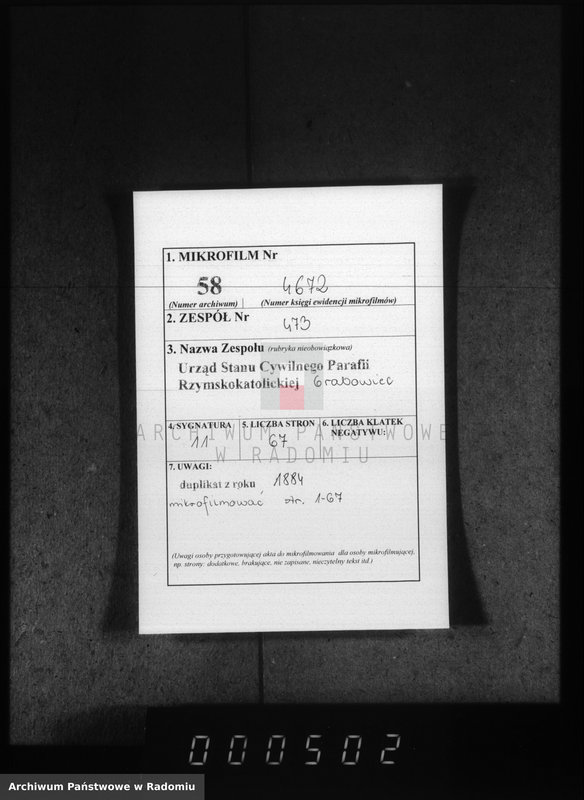 1. MIKROFILM Nr
58 4672
(Numer archiwum) (Numer księgi ewidencji mikrofilmów)
2. ZESPÓŁ Nr
473
3. Nazwa Zespołu (rubryka nieobowiązkowa)
Urząd Stanu Cywilnego Parafii
Rzymskokatolickiej Grabowiec
4. SYGNATURA 5. LICZBA STRON 6. LICZBA KLATEK
NEGATYWU:
11 67
ARCHIWUM PAŃSTWOWE
W RADOMIU
7. UWAGI:
duplikat z roku 1884
mikrofilmować str. 1-67
(Uwagi osoby przygotowującej akta do mikrofilmowania dla osoby mikrofilmującej,
np. strony: dodatkowe, brakujące, nie zapisane, nieczytelny tekst itd.)
000502
Archiwum Państwowe w Radomiu